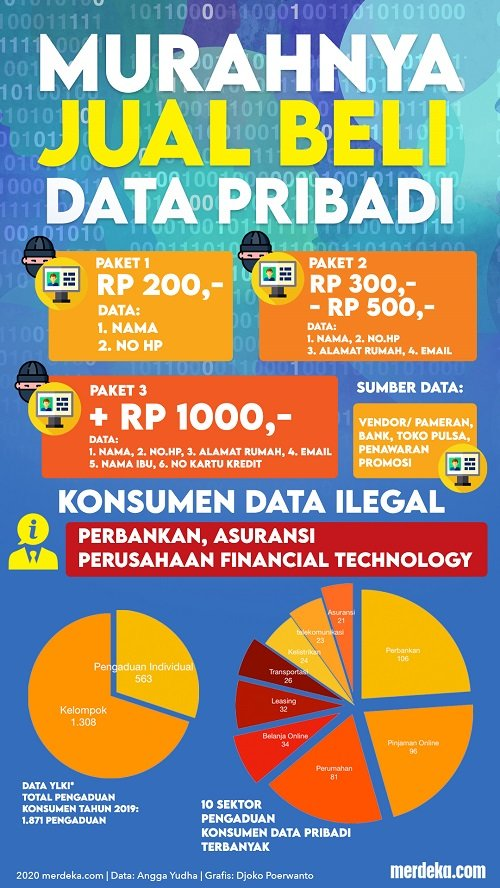 MURAHNYA
JUAL BELI
DATA PRIBADI
PAKET 1
RP 200,-
DATA:
1. NAMA
2. NO HP
PAKET 2
RP 300,-
- RP 500,-
DATA:
1. NAMA, 2. NO.HP
3. ALAMAT RUMAH, 4. EMAIL
PAKET 3
+ RP 1000,-
DATA:
1. NAMA, 2. NO.HP, 3. ALAMAT RUMAH, 4. EMAIL
5. NAMA IBU, 6. NO KARTU KREDIT
SUMBER DATA:
VENDOR/ PAMERAN,
BANK, TOKO PULSA,
PENAWARAN
PROMOSI
KONSUMEN DATA ILEGAL
PERBANKAN, ASURANSI
PERUSAHAAN FINANCIAL TECHNOLOGY
Pengaduan Individual
563
Kelompok
1.308
DATA YLKI*
TOTAL PENGADUAN
KONSUMEN TAHUN 2019:
1.871 PENGADUAN
Asuransi
21
telekomunikasi
23
Kelistrikan
24
Transportasi
26
Leasing
32
Belanja Online
34
Perumahan
81
Pinjaman Online
96
Perbankan
106
10 SEKTOR
PENGADUAN
KONSUMEN DATA PRIBADI
TERBANYAK
2020 merdeka.com | Data: Angga Yudha | Grafis: Djoko Poerwanto
merdeka.com